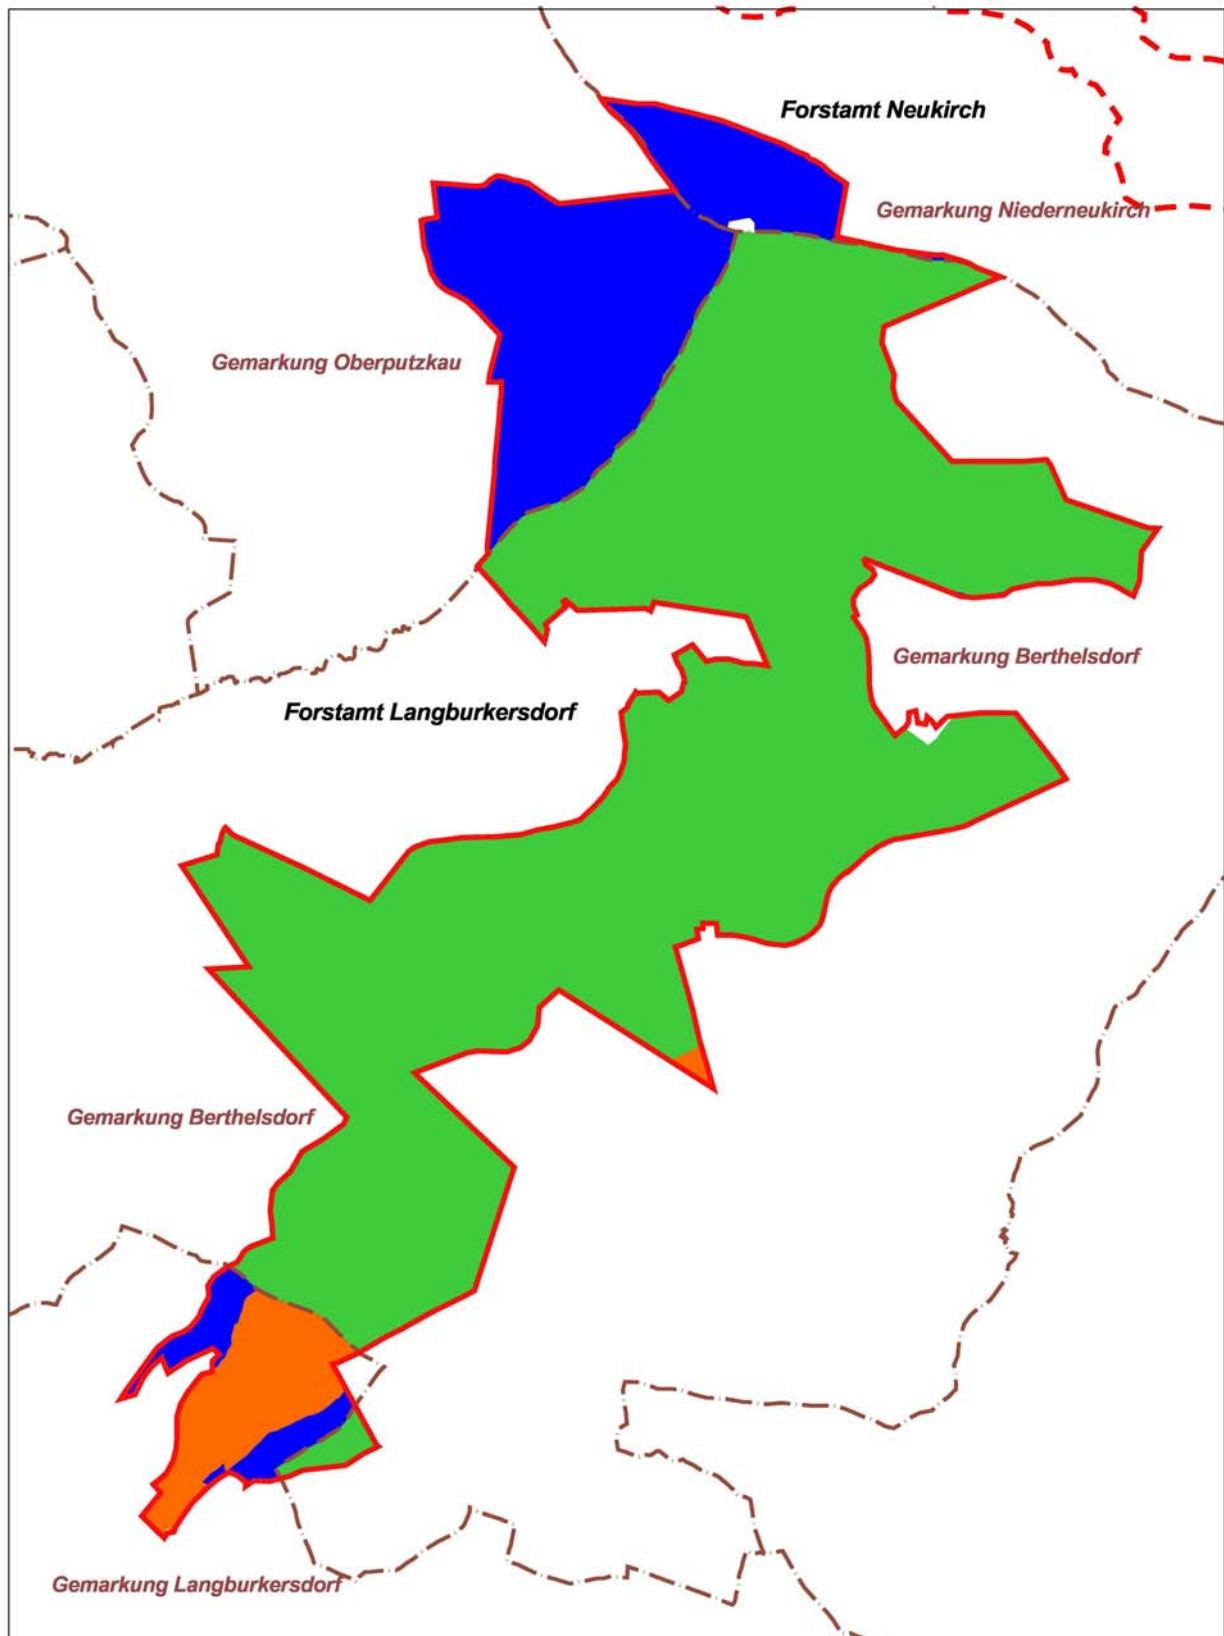 Forstamt Neukirch
Gemarkung Niederneukirch
Gemarkung Oberputzkau
Gemarkung Berthelsdorf
Forstamt Langburkersdorf
Gemarkung Berthelsdorf
Gemarkung Langburkersdorf